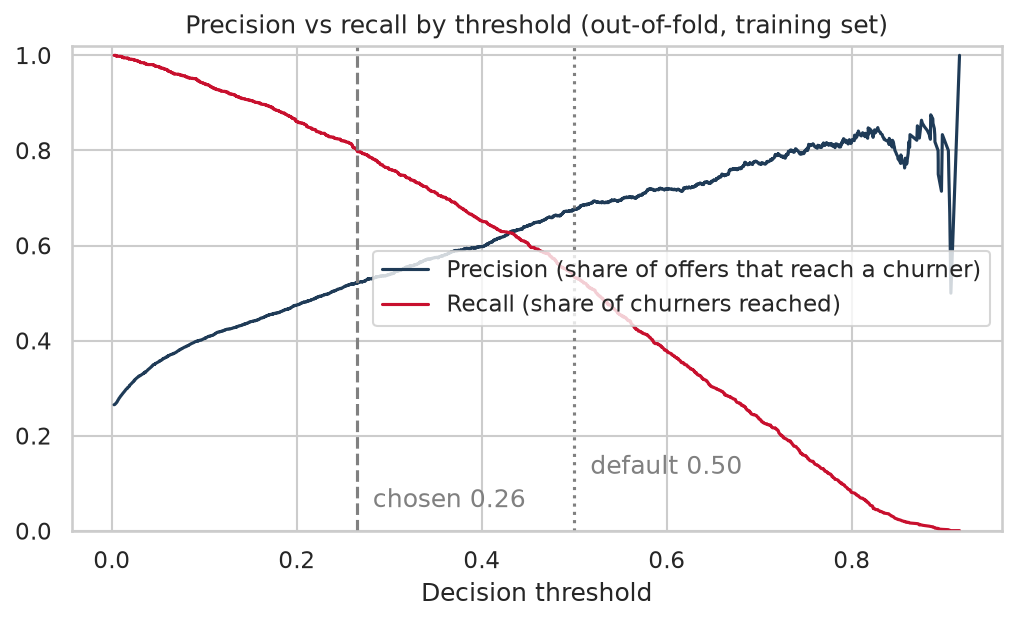 Precision vs recall by threshold (out-of-fold, training set)
1.0
0.8
0.6
0.4
0.2
0.0
Precision (share of offers that reach a churner)
Recall (share of churners reached)
default 0.50
chosen 0.26
0.0 0.2 0.4 0.6 0.8
Decision threshold